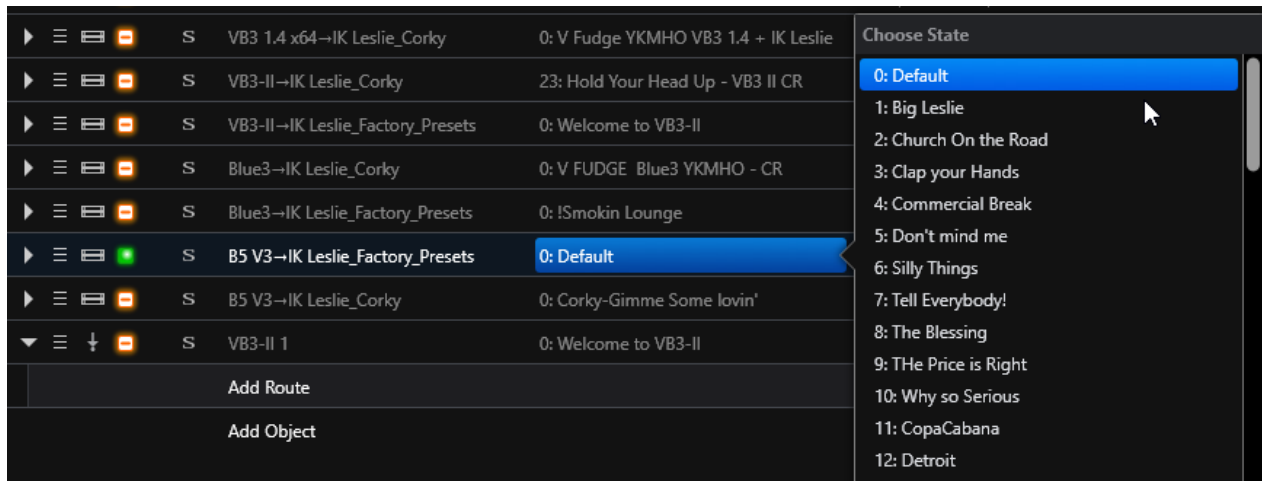 S VB3 1.4 x64→IK Leslie_Corky 0: V Fudge YKMHO VB3 1.4 + IK Leslie
S VB3-II→IK Leslie_Corky 23: Hold Your Head Up - VB3 II CR
S VB3-II→IK Leslie_Factory_Presets 0: Welcome to VB3-II
S Blue3→IK Leslie_Corky 0: V FUDGE Blue3 YKMHO - CR
S Blue3→IK Leslie_Factory_Presets 0: !Smokin Lounge
S B5 V3→IK Leslie_Factory_Presets 0: Default
S B5 V3→IK Leslie_Corky 0: Corky-Gimme Some lovin'
S VB3-II 1 0: Welcome to VB3-II
Add Route
Add Object
Choose State
0: Default
1: Big Leslie
2: Church On the Road
3: Clap your Hands
4: Commercial Break
5: Don't mind me
6: Silly Things
7: Tell Everybody!
8: The Blessing
9: THe Price is Right
10: Why so Serious
11: CopaCabana
12: Detroit